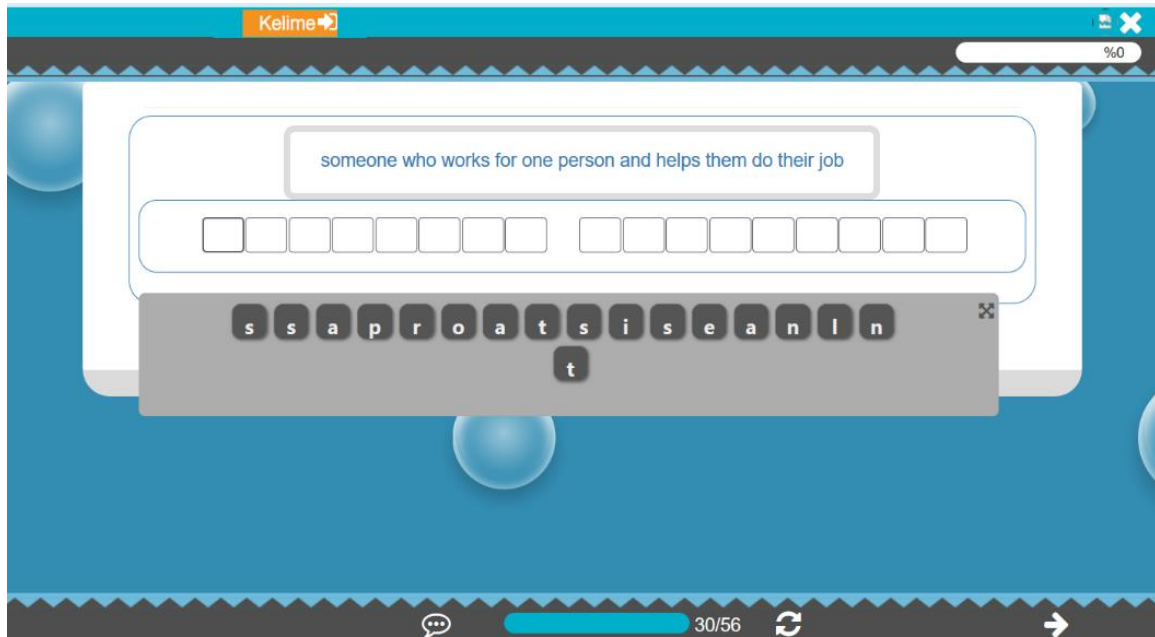 Kelime
%0
someone who works for one person and helps them do their job
s s a p r o a t s i s e a n l n
t
30/56